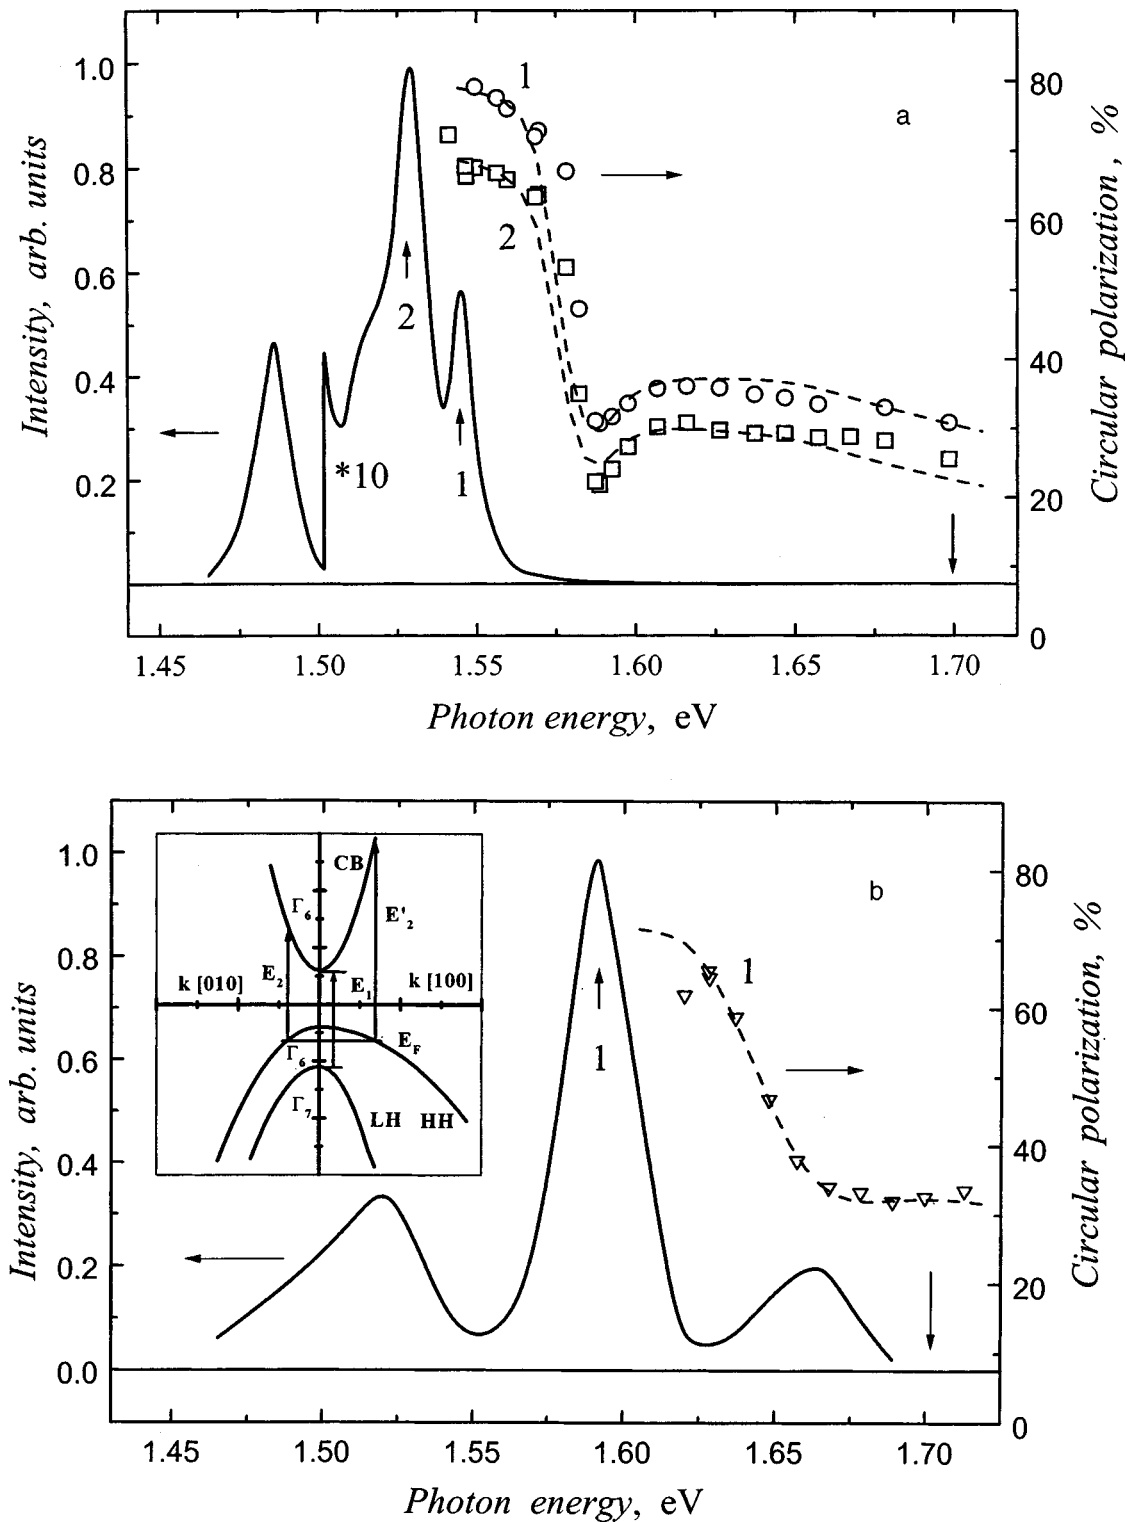 a
Intensity, arb. units
1.0
0.8
0.6
0.4
0.2
1
2
2
*10
1
80
60
40
20
0
Circular polarization, %
1.45 1.50 1.55 1.60 1.65 1.70
Photon energy, eV
b
Intensity, arb. units
1.0
0.8
0.6
0.4
0.2
0.0
CB
Γ6
E'2
E2
E1
k [010]
k [100]
EF
Γ6
Γ7
LH HH
1
1
80
60
40
20
0
Circular polarization, %
1.45 1.50 1.55 1.60 1.65 1.70
Photon energy, eV